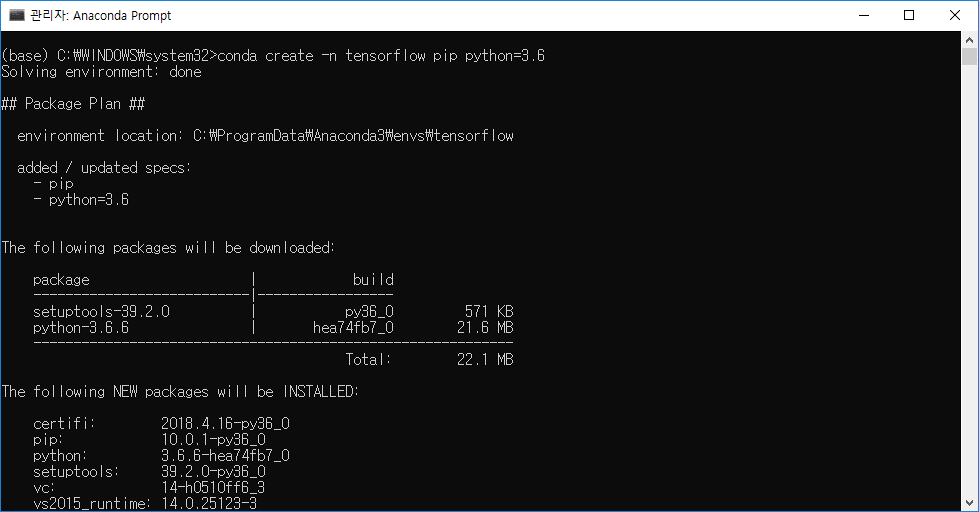 관리자: Anaconda Prompt
(base) C:₩WINDOWS₩system32>conda create -n tensorflow pip python=3.6
Solving environment: done
## Package Plan ##
environment location: C:₩ProgramData₩Anaconda3₩envs₩tensorflow
added / updated specs:
- pip
- python=3.6
The following packages will be downloaded:
package | build
---------------------------|-----------------
setuptools-39.2.0 | py36_0 571 KB
python-3.6.6 | hea74fb7_0 21.6 MB
------------------------------------------------------------
Total: 22.1 MB
The following NEW packages will be INSTALLED:
certifi: 2018.4.16-py36_0
pip: 10.0.1-py36_0
python: 3.6.6-hea74fb7_0
setuptools: 39.2.0-py36_0
vc: 14-h0510ff6_3
vs2015_runtime: 14.0.25123-3